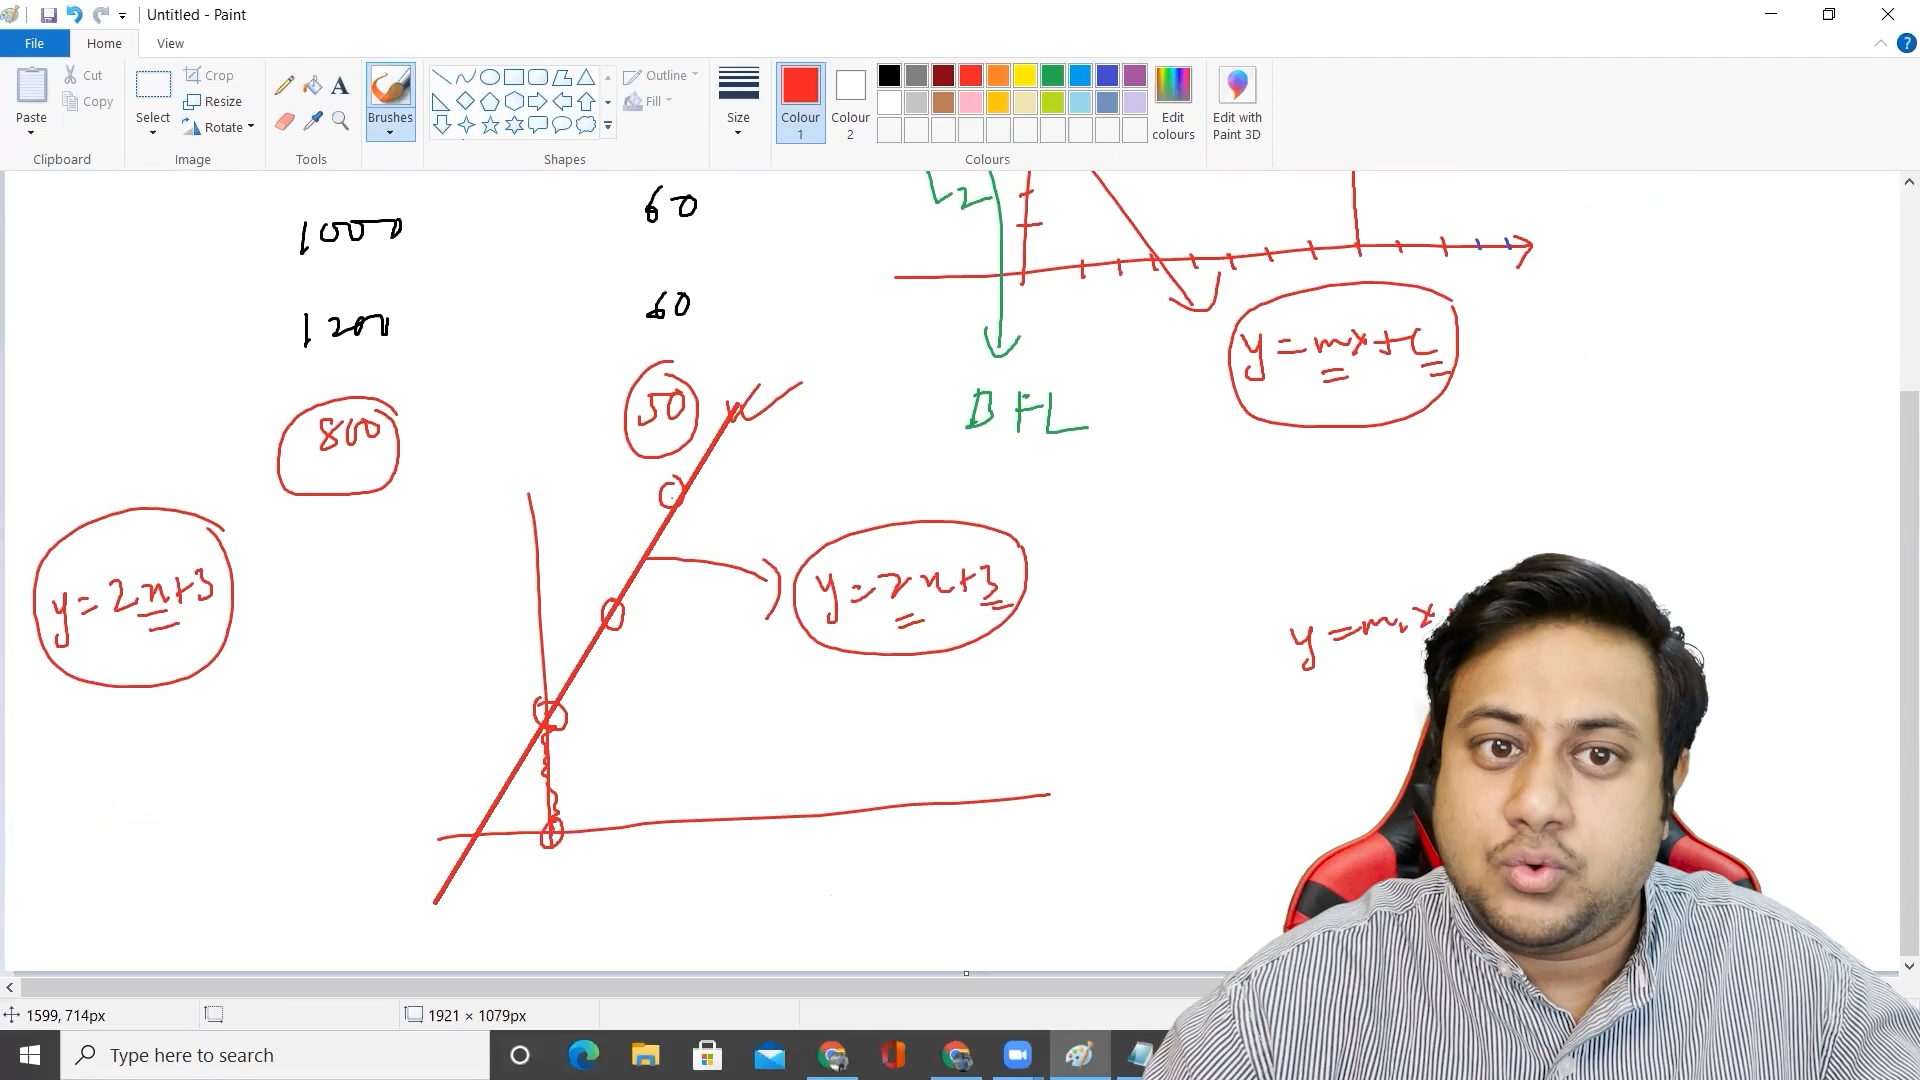 Untitled - Paint
File
Home
View
Paste
Cut
Copy
Clipboard
Select
Crop
Resize
Rotate
Image
Tools
Brushes
Shapes
Outline
Fill
Size
Colour
1
Colour
2
Edit
colours
Colours
Edit with
Paint 3D
1000
60
L2
1200
60
y=mx+c
800
50
BFL
y=2x+3
y=2x+3
1599, 714px
1921 × 1079px
Type here to search